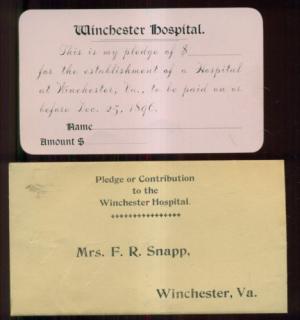 Winchester Hospital.
This is my pledge of $
for the establishment of a Hospital
at Winchester, Va., to be paid on or
before Dec. 25, 1896.
Name
Amount $
Pledge or Contribution
to the
Winchester Hospital.
Mrs. F. R. Snapp,
Winchester, Va.